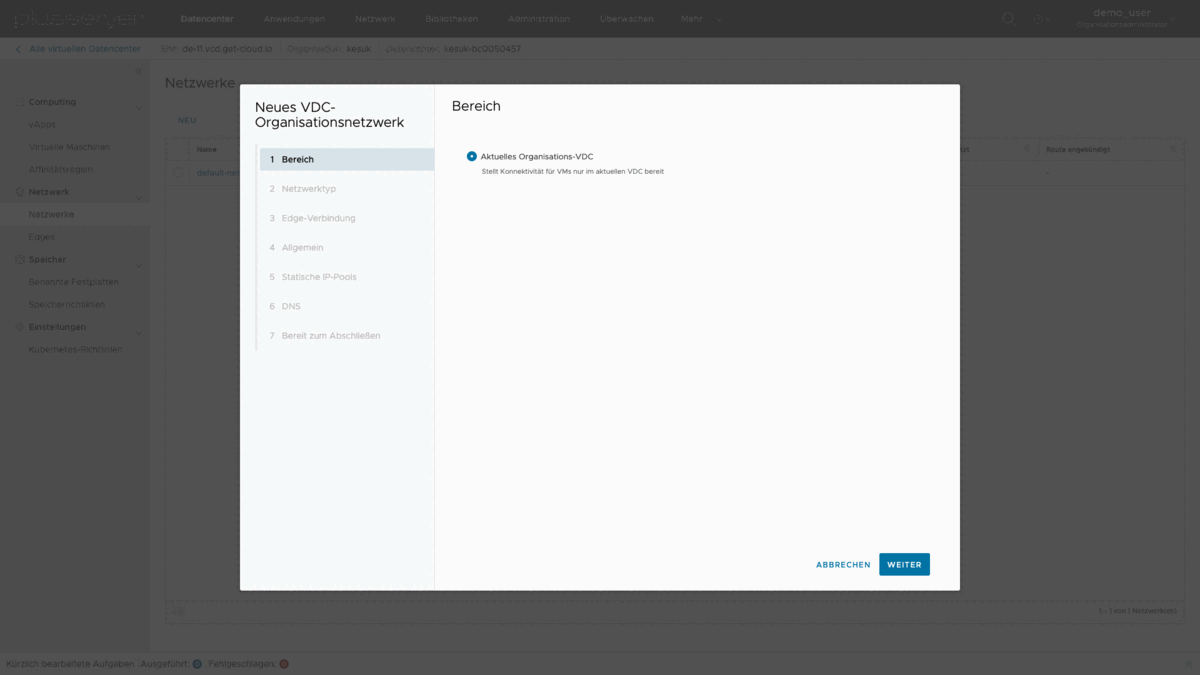 plusserver
Datencenter Anwendungen Netzwerk Bibliotheken Administration Überwachen Mehr
demo_user
Organisationsadministrator
Alle virtuellen Datencenter Site: de-11.vcd.get-cloud.io Organisation: kesuk Datencenter: kesuk-bc0050457
Netzwerke
NEU
Name
Route angekündigt
default-net
-
Computing
vApps
Virtuelle Maschinen
Affinitätsregeln
Netzwerk
Netzwerke
Edges
Speicher
Benannte Festplatten
Speicherrichtlinien
Einstellungen
Kubernetes-Richtlinien
Neues VDC-
Organisationsnetzwerk
1 Bereich
2 Netzwerktyp
3 Edge-Verbindung
4 Allgemein
5 Statische IP-Pools
6 DNS
7 Bereit zum Abschließen
Bereich
Aktuelles Organisations-VDC
Stellt Konnektivität für VMs nur im aktuellen VDC bereit
ABBRECHEN WEITER
1 - 1 von 1 Netzwerk(e)
Kürzlich bearbeitete Aufgaben Ausgeführt: 0 Fehlgeschlagen: 0